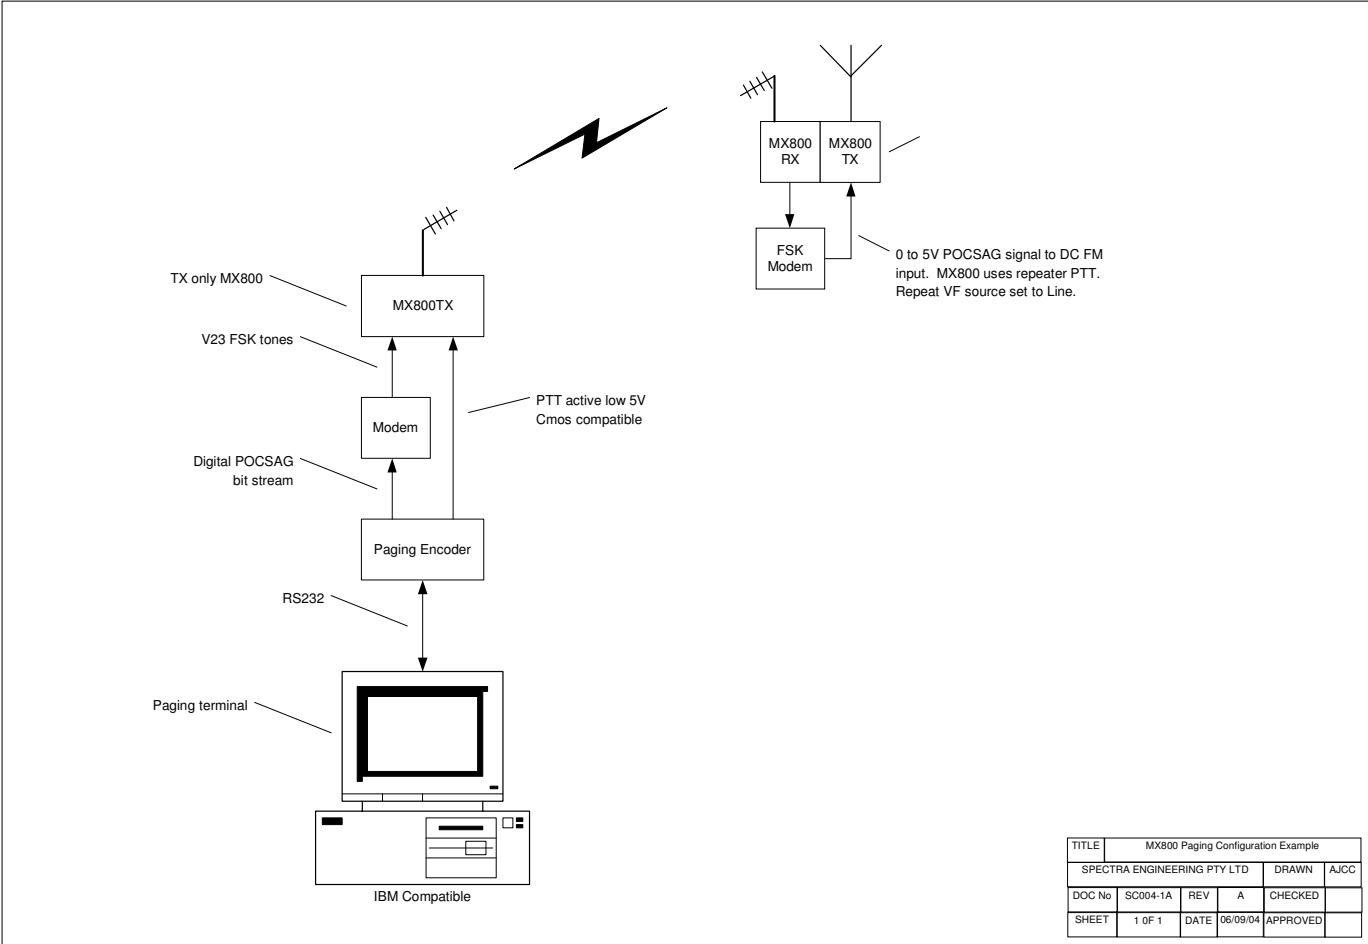 MX800
RX
MX800
TX
FSK
Modem
0 to 5V POCSAG signal to DC FM
input. MX800 uses repeater PTT.
Repeat VF source set to Line.
TX only MX800
MX800TX
V23 FSK tones
PTT active low 5V
Cmos compatible
Modem
Digital POCSAG
bit stream
Paging Encoder
RS232
Paging terminal
IBM Compatible
TITLE MX800 Paging Configuration Example
SPECTRA ENGINEERING PTY LTD DRAWN AJCC
DOC No SC004-1A REV A CHECKED
SHEET 1 0F 1 DATE 06/09/04 APPROVED